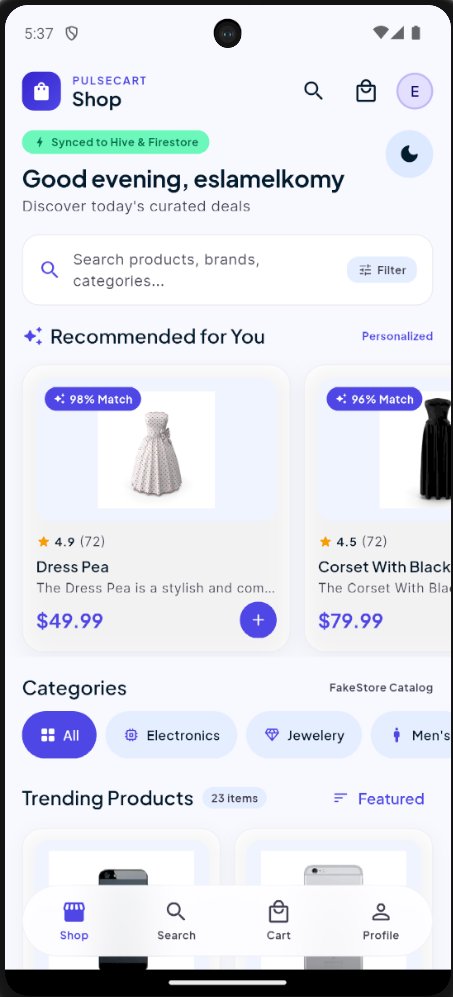 5:37
PULSECART
Shop
E
Synced to Hive & Firestore
Good evening, eslamelkomy
Discover today's curated deals
Search products, brands,
categories...
Filter
Recommended for You
Personalized
98% Match
96% Match
4.9 (72)
4.5 (72)
Dress Pea
Corset With Black
The Dress Pea is a stylish and com...
The Corset With Blac
$49.99
$79.99
Categories
FakeStore Catalog
All
Electronics
Jewelery
Men's
Trending Products
23 items
Featured
Shop
Search
Cart
Profile